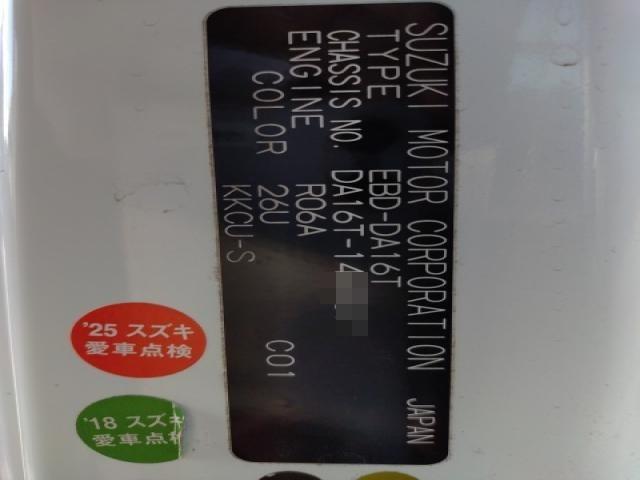 SUZUKI MOTOR CORPORATION JAPAN
TYPE EBD-DA16T
CHASSIS NO. DA16T-14
ENGINE R06A
COLOR 26U C01
KKCU-S
'25 スズキ
愛車点検
'18 スズキ
愛車点検